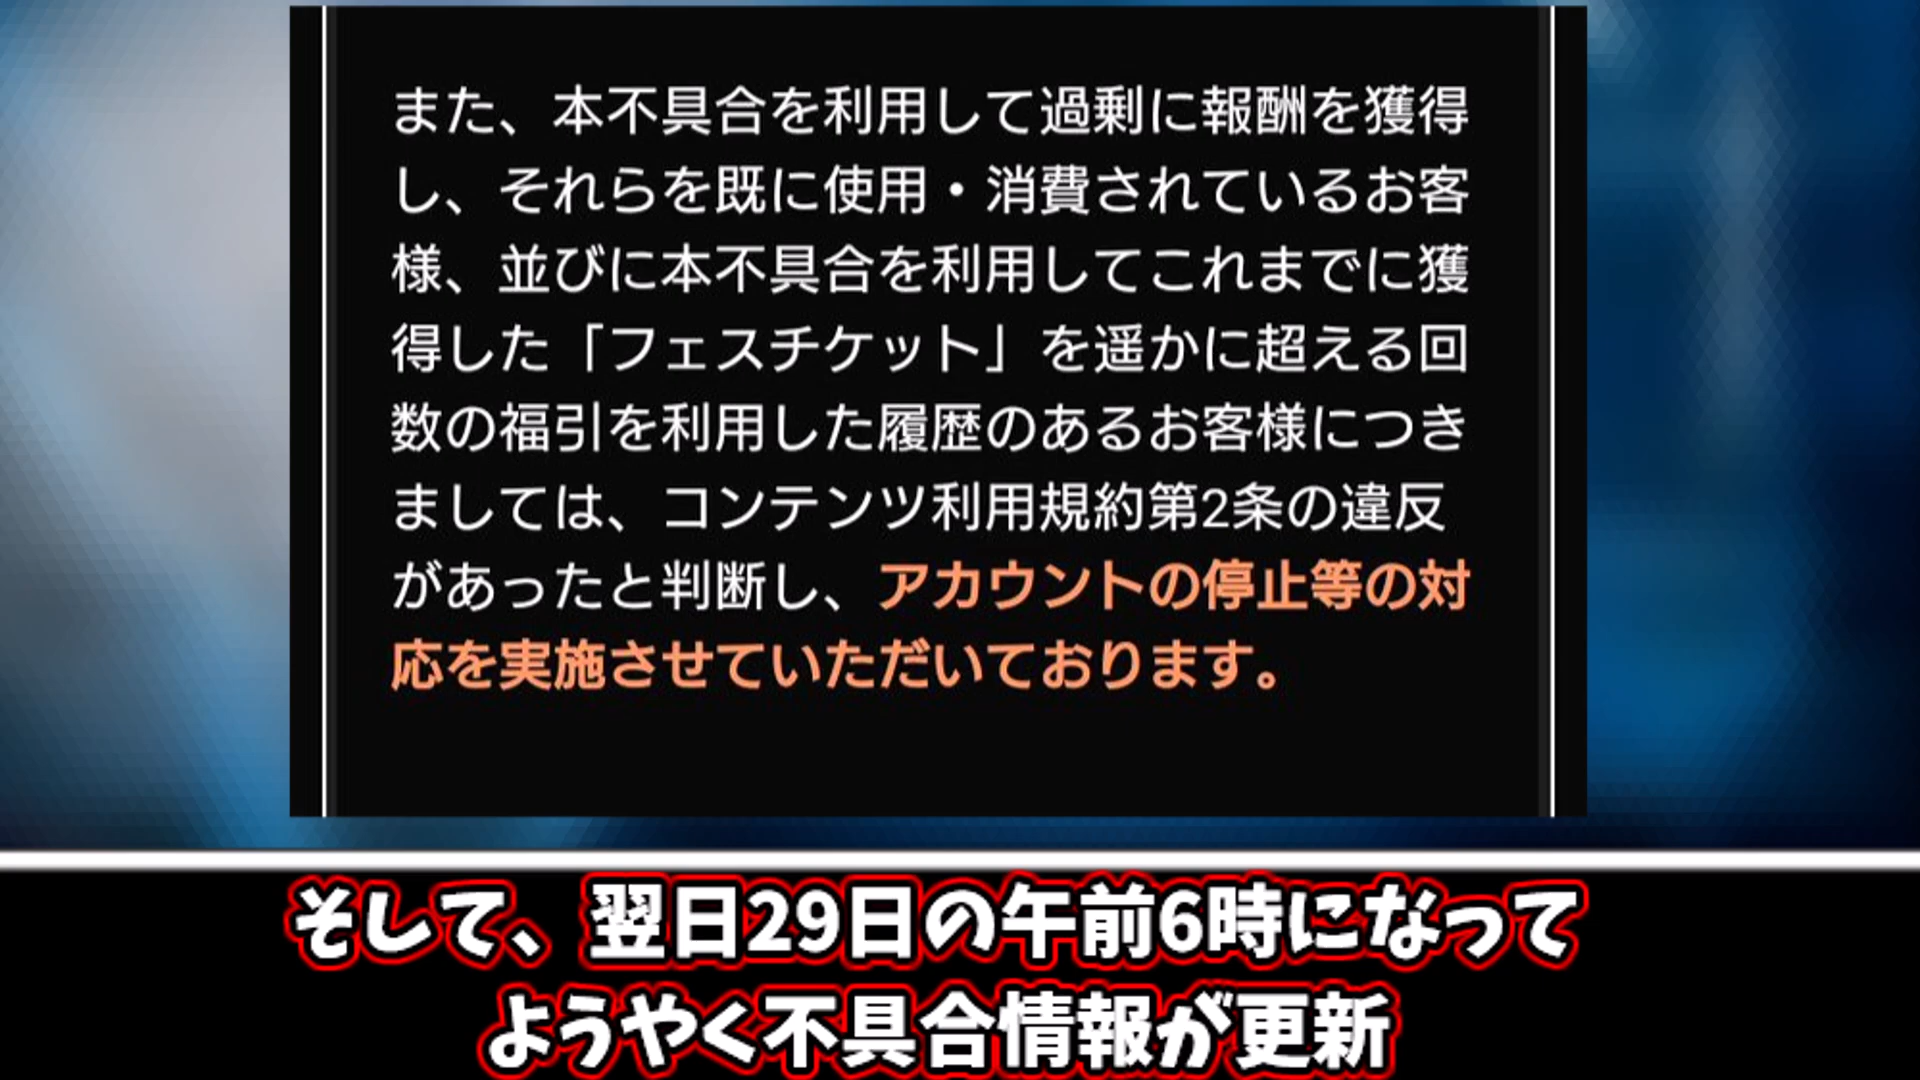 また、本不具合を利用して過剰に報酬を獲得
し、それらを既に使用・消費されているお客
様、並びに本不具合を利用してこれまでに獲
得した「フェスチケット」を遥かに超える回
数の福引を利用した履歴のあるお客様につき
ましては、コンテンツ利用規約第2条の違反
があったと判断し、アカウントの停止等の対
応を実施させていただいております。
そして、翌日29日の午前6時になって
ようやく不具合情報が更新